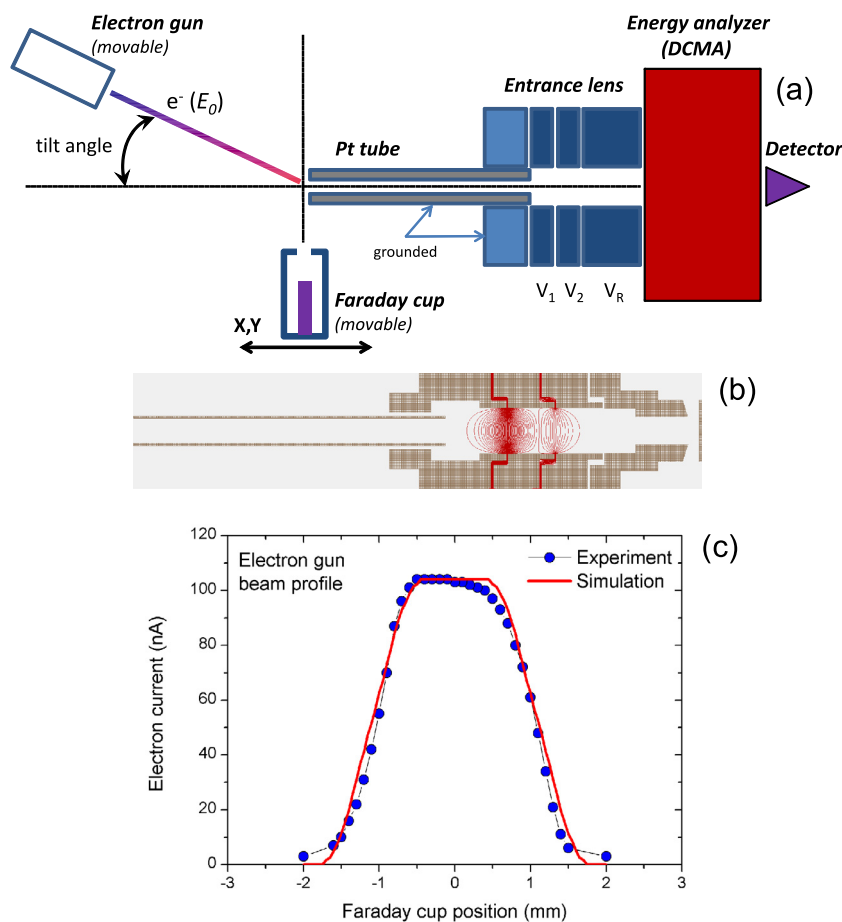 Electron gun
(movable)
e⁻ (E₀)
tilt angle
Pt tube
Entrance lens
Energy analyzer
(DCMA)
(a)
Detector
grounded
V₁ V₂ V_R
Faraday cup
(movable)
X,Y
(b)
(c)
Electron gun
beam profile
Experiment
Simulation
Electron current (nA)
120
100
80
60
40
20
0
-3 -2 -1 0 1 2 3
Faraday cup position (mm)